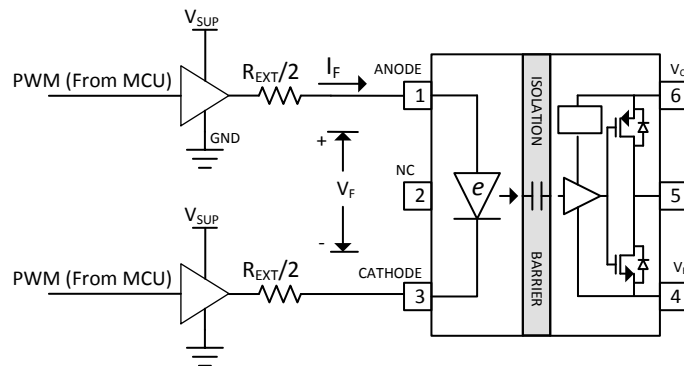 V_SUP
PWM (From MCU)
R_EXT/2
I_F
ANODE
1
GND
+
V_F
-
NC
2
e
ISOLATION
BARRIER
6
5
4
V_SUP
PWM (From MCU)
R_EXT/2
CATHODE
3